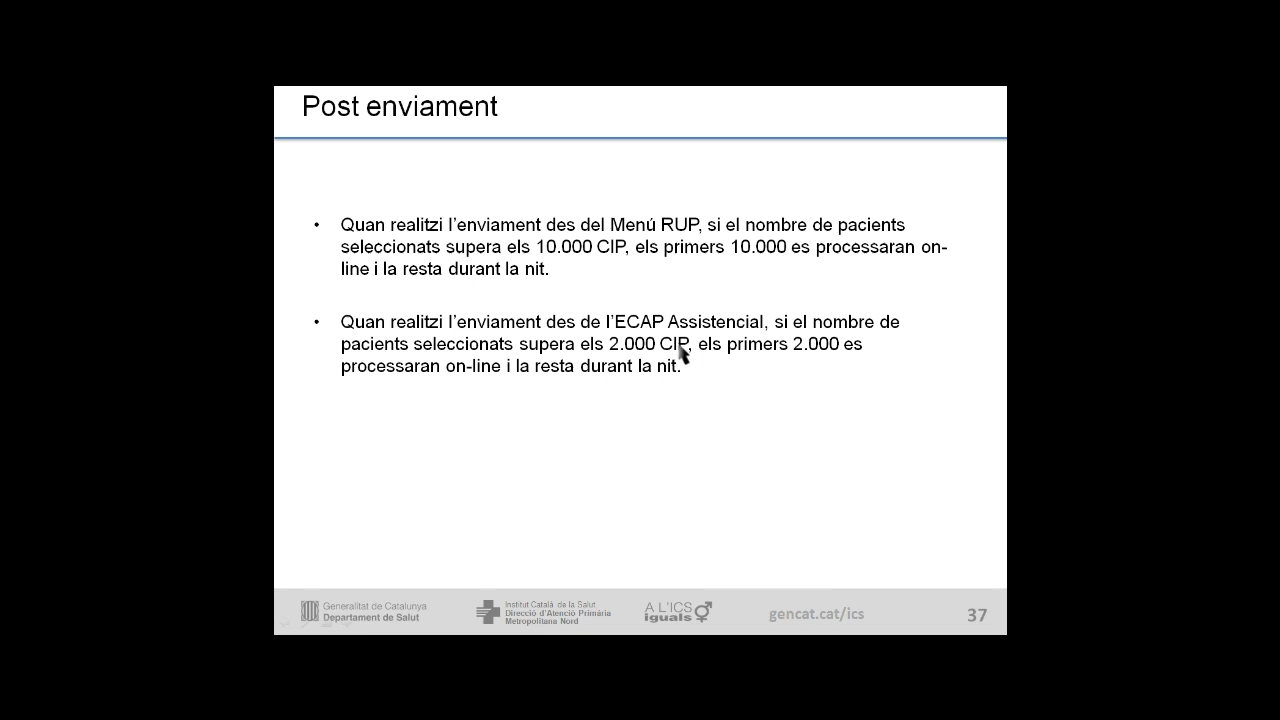 Post enviament
• Quan realitzi l’enviament des del Menú RUP, si el nombre de pacients
seleccionats supera els 10.000 CIP, els primers 10.000 es processaran on-
line i la resta durant la nit.
• Quan realitzi l’enviament des de l’ECAP Assistencial, si el nombre de
pacients seleccionats supera els 2.000 CIP, els primers 2.000 es
processaran on-line i la resta durant la nit.
Generalitat de Catalunya
Departament de Salut
Institut Català de la Salut
Direcció d’Atenció Primària
Metropolitana Nord
A L'ICS
iguals
gencat.cat/ics
37